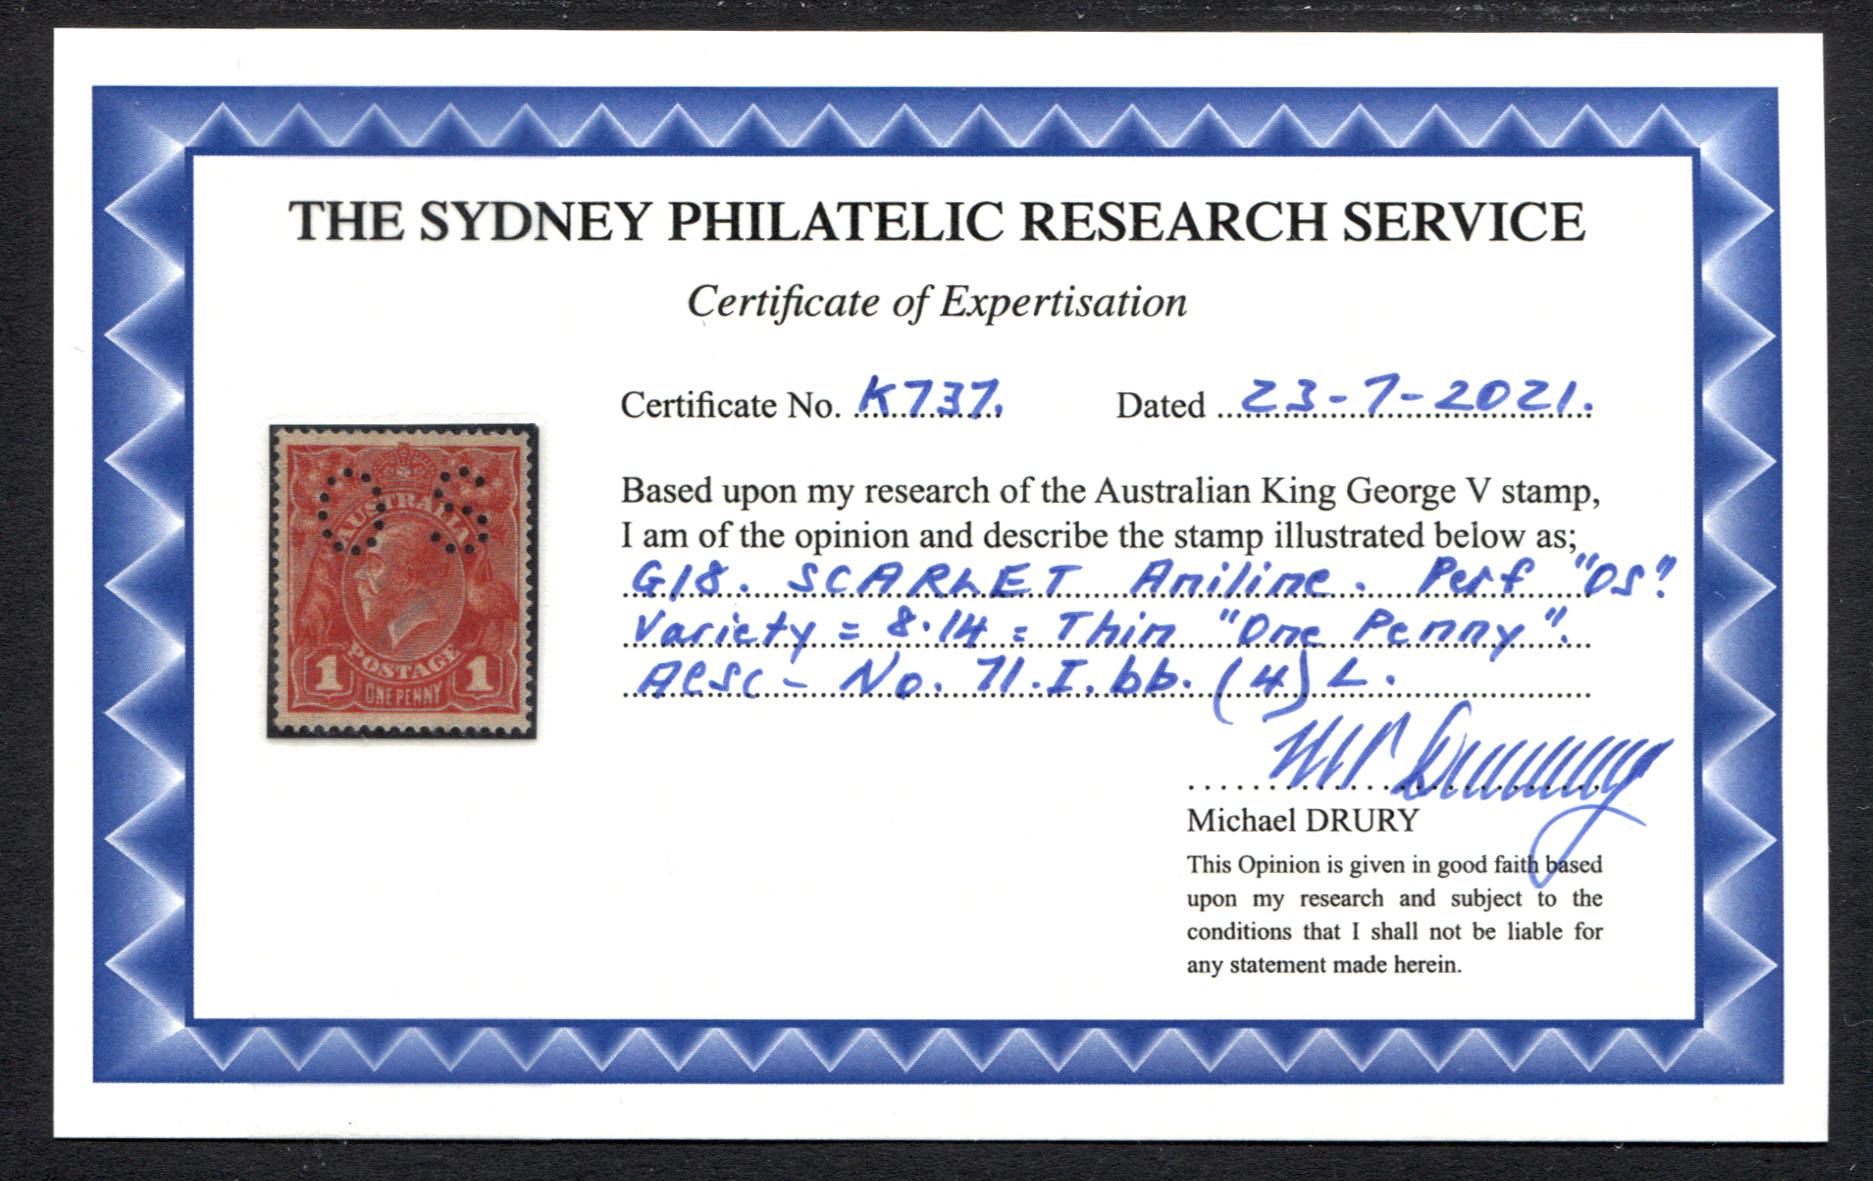 THE SYDNEY PHILATELIC RESEARCH SERVICE
Certificate of Expertisation
Certificate No. K737. Dated 23-7-2021.
Based upon my research of the Australian King George V stamp,
I am of the opinion and describe the stamp illustrated below as;
G18. SCARLET Aniline. Perf "OS".
Variety = 8.14 = Thin "One Penny".
ACSC - No. 71.I.bb. (4) L.
OS
AUSTRALIA
POSTAGE
1 ONE PENNY 1
Michael DRURY
This Opinion is given in good faith based
upon my research and subject to the
conditions that I shall not be liable for
any statement made herein.